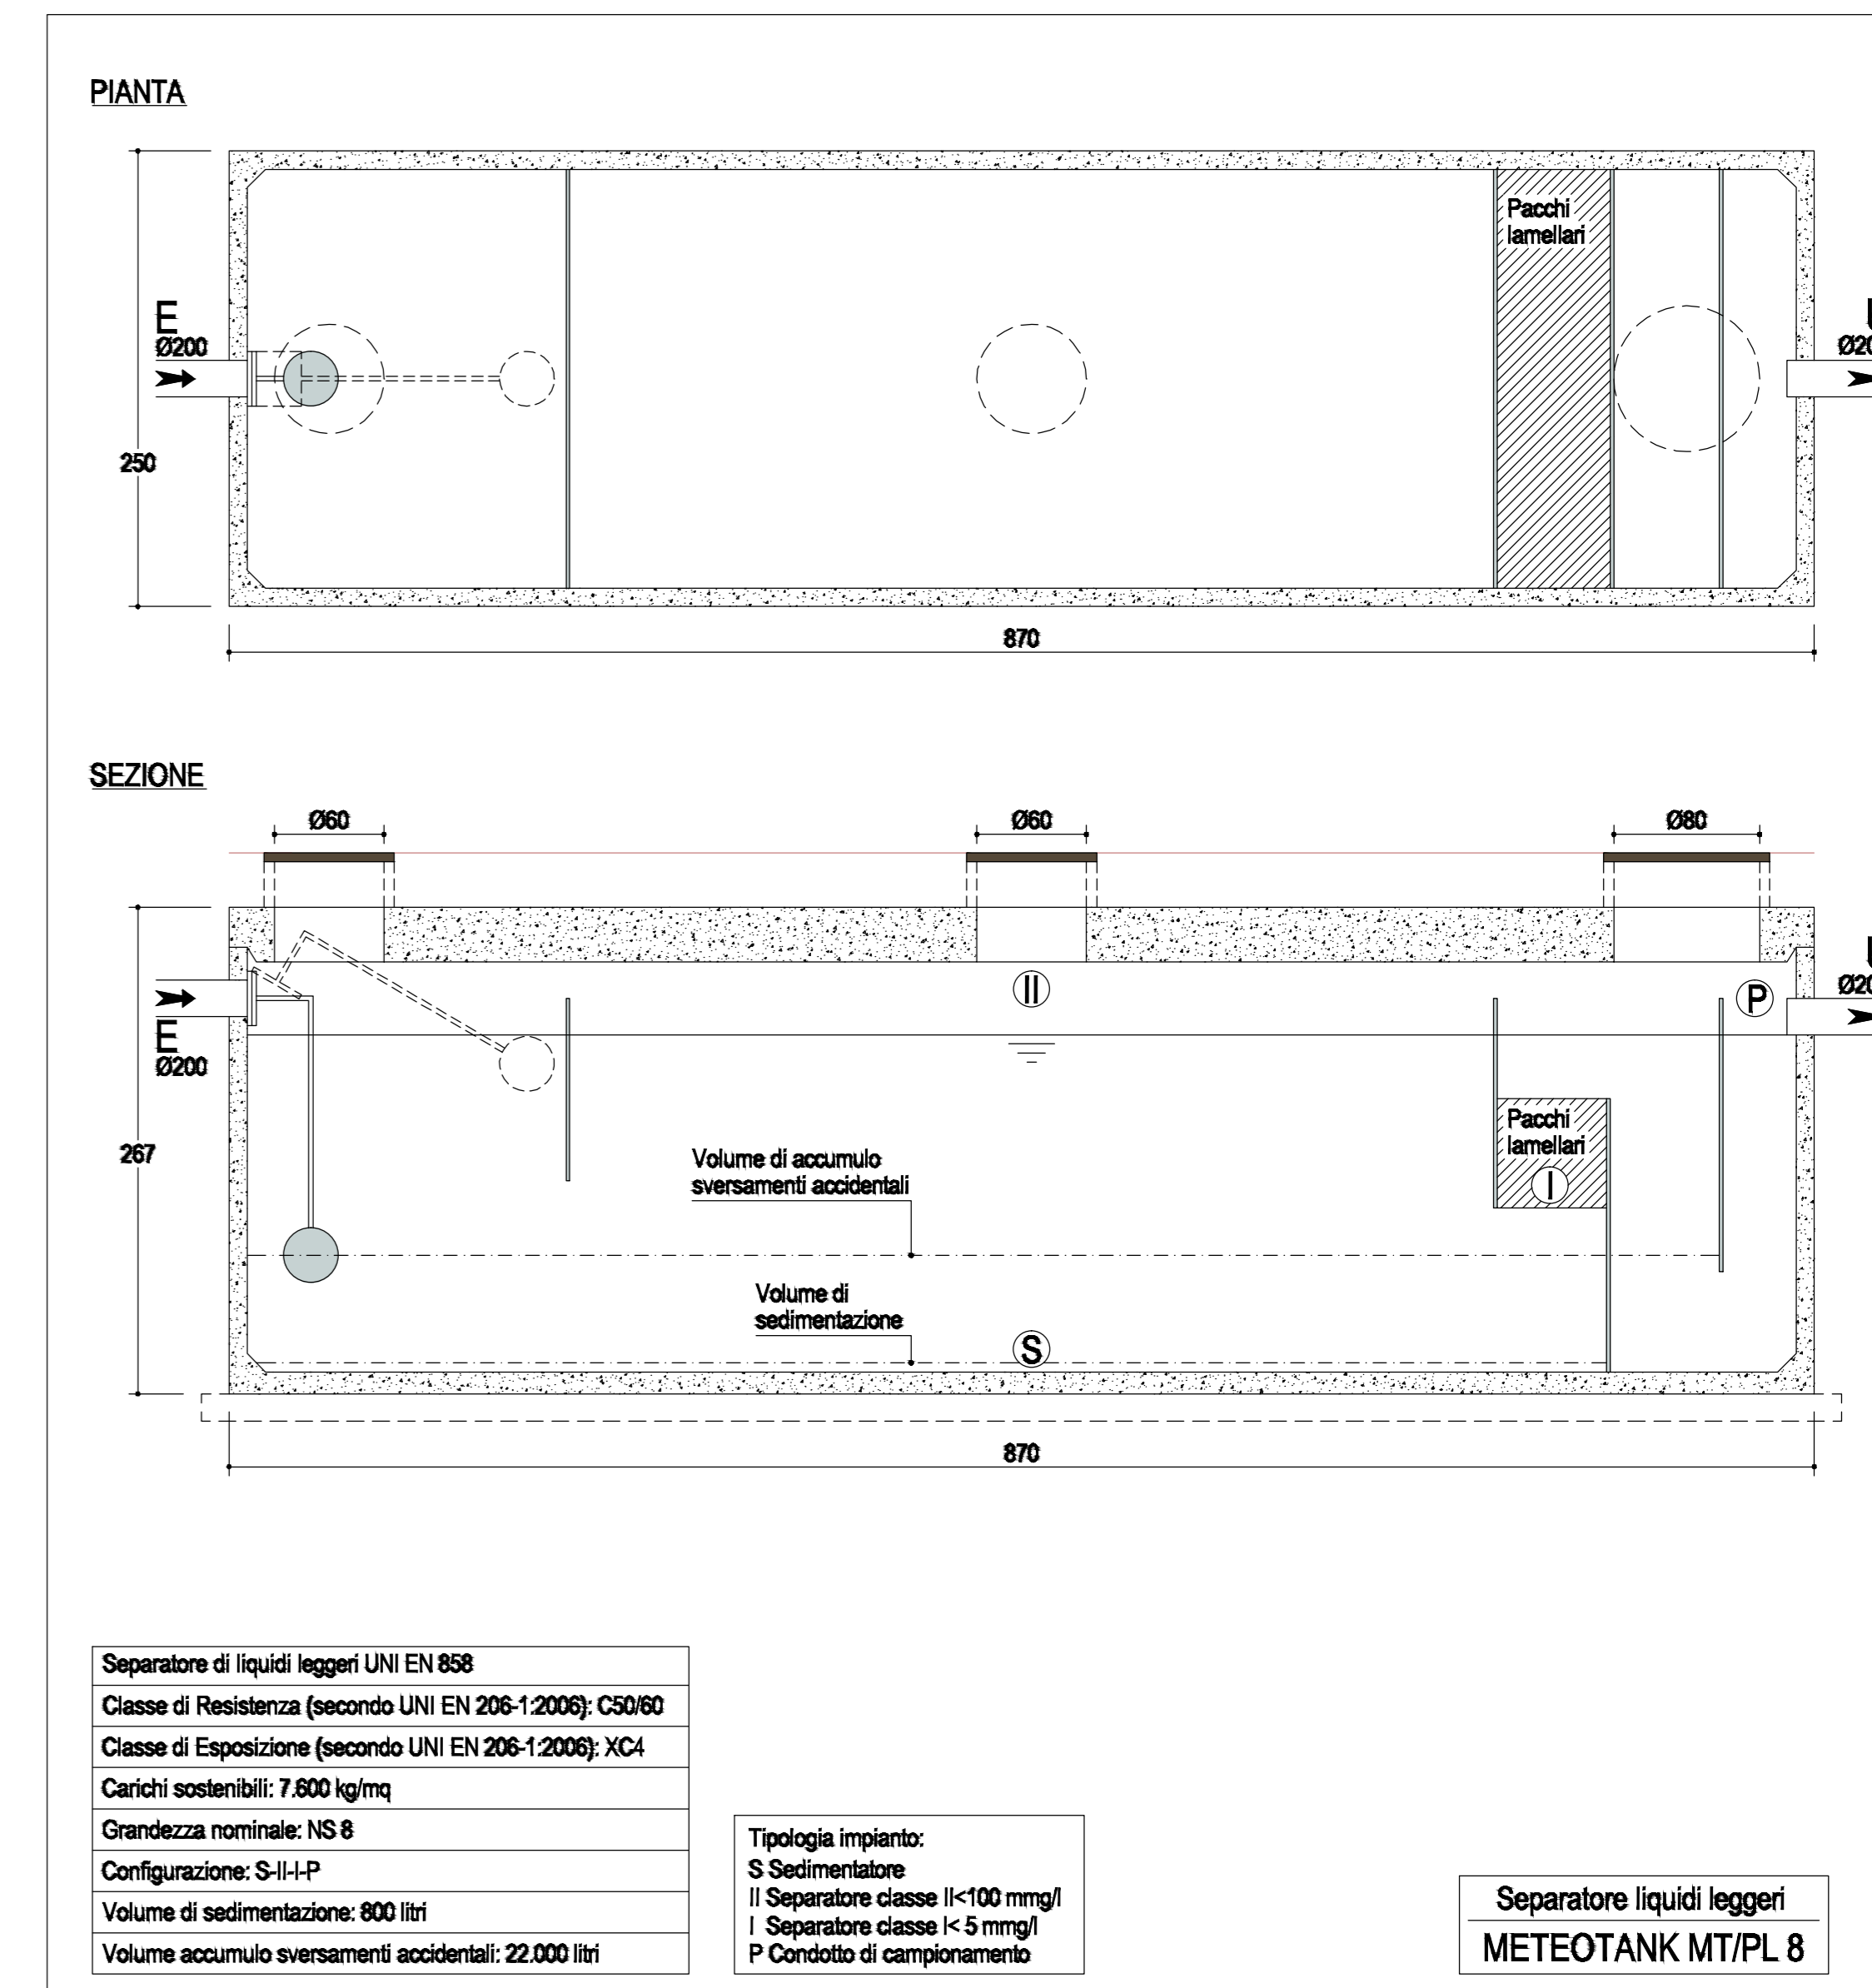 PIANTA
Pacchi
lamellari
E
Ø200
250
870
SEZIONE
Ø60
Ø60
Ø80
II
P
E
Ø200
267
Pacchi
lamellari
I
Volume di accumulo
sversamenti accidentali
Volume di
sedimentazione
S
870
Separatore di liquidi leggeri UNI EN 858
Classe di Resistenza (secondo UNI EN 206-1:2006): C50/60
Classe di Esposizione (secondo UNI EN 206-1:2006): XC4
Carichi sostenibili: 7.600 kg/mq
Grandezza nominale: NS 8
Configurazione: S-II-I-P
Volume di sedimentazione: 800 litri
Volume accumulo sversamenti accidentali: 22.000 litri
Tipologia impianto:
S Sedimentatore
II Separatore classe II<100 mmg/l
I Separatore classe I< 5 mmg/l
P Condotto di campionamento
Separatore liquidi leggeri
METEOTANK MT/PL 8